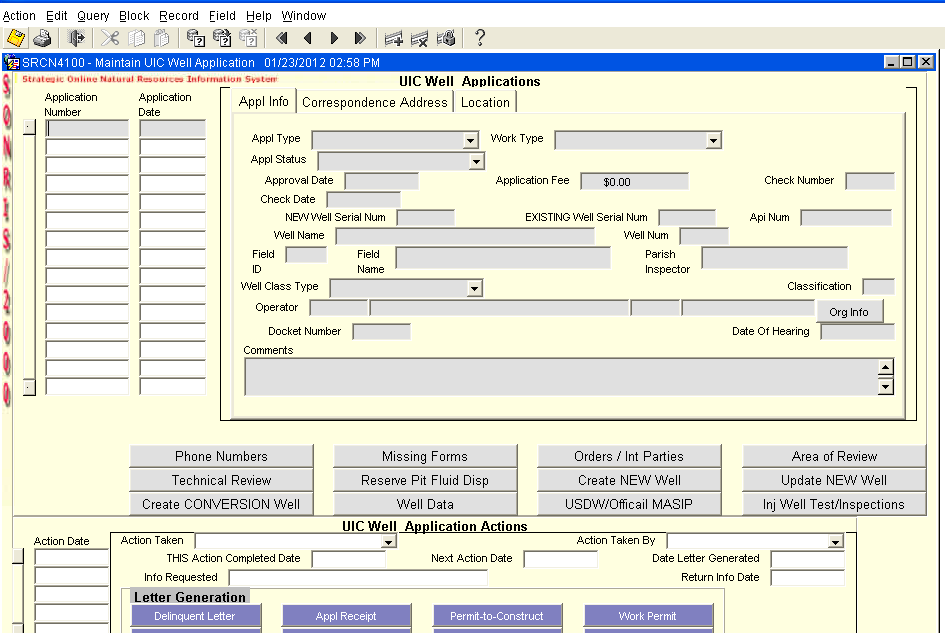 Action Edit Query Block Record Field Help Window
SRCN4100 - Maintain UIC Well Application 01/23/2012 02:58 PM
Strategic Online Natural Resources Information System
SONRIS//2000
UIC Well Applications
Application Number
Application Date
Appl Info Correspondence Address Location
Appl Type Work Type
Appl Status
Approval Date Application Fee $0.00 Check Number
Check Date
NEW Well Serial Num EXISTING Well Serial Num Api Num
Well Name Well Num
Field ID Field Name Parish Inspector
Well Class Type Classification
Operator Org Info
Docket Number Date Of Hearing
Comments
Phone Numbers Missing Forms Orders / Int Parties Area of Review
Technical Review Reserve Pit Fluid Disp Create NEW Well Update NEW Well
Create CONVERSION Well Well Data USDW/Officail MASIP Inj Well Test/Inspections
UIC Well Application Actions
Action Date Action Taken Action Taken By
THIS Action Completed Date Next Action Date Date Letter Generated
Info Requested Return Info Date
Letter Generation
Delinquent Letter Appl Receipt Permit-to-Construct Work Permit